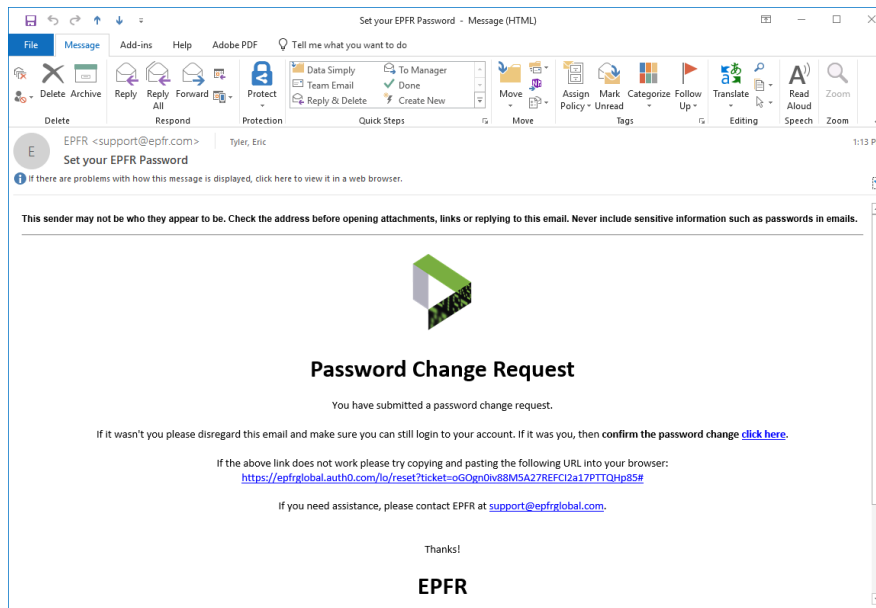 Set your EPFR Password - Message (HTML)
File Message Add-ins Help Adobe PDF Tell me what you want to do
Delete Archive
Reply Reply All Forward
Protect
Data Simply To Manager
Team Email Done
Reply & Delete Create New
Move
Assign Policy Mark Unread Categorize Follow Up
Translate
Read Aloud
Zoom
Delete Respond Protection Quick Steps Move Tags Editing Speech Zoom
E
EPFR <support@epfr.com> Tyler, Eric 1:13 P
Set your EPFR Password
If there are problems with how this message is displayed, click here to view it in a web browser.
This sender may not be who they appear to be. Check the address before opening attachments, links or replying to this email. Never include sensitive information such as passwords in emails.
Password Change Request
You have submitted a password change request.
If it wasn't you please disregard this email and make sure you can still login to your account. If it was you, then confirm the password change click here.
If the above link does not work please try copying and pasting the following URL into your browser:
https://epfrglobal.auth0.com/lo/reset?ticket=oGOgn0iv88M5A27REFCI2a17PTTQHp85#
If you need assistance, please contact EPFR at support@epfrglobal.com.
Thanks!
EPFR